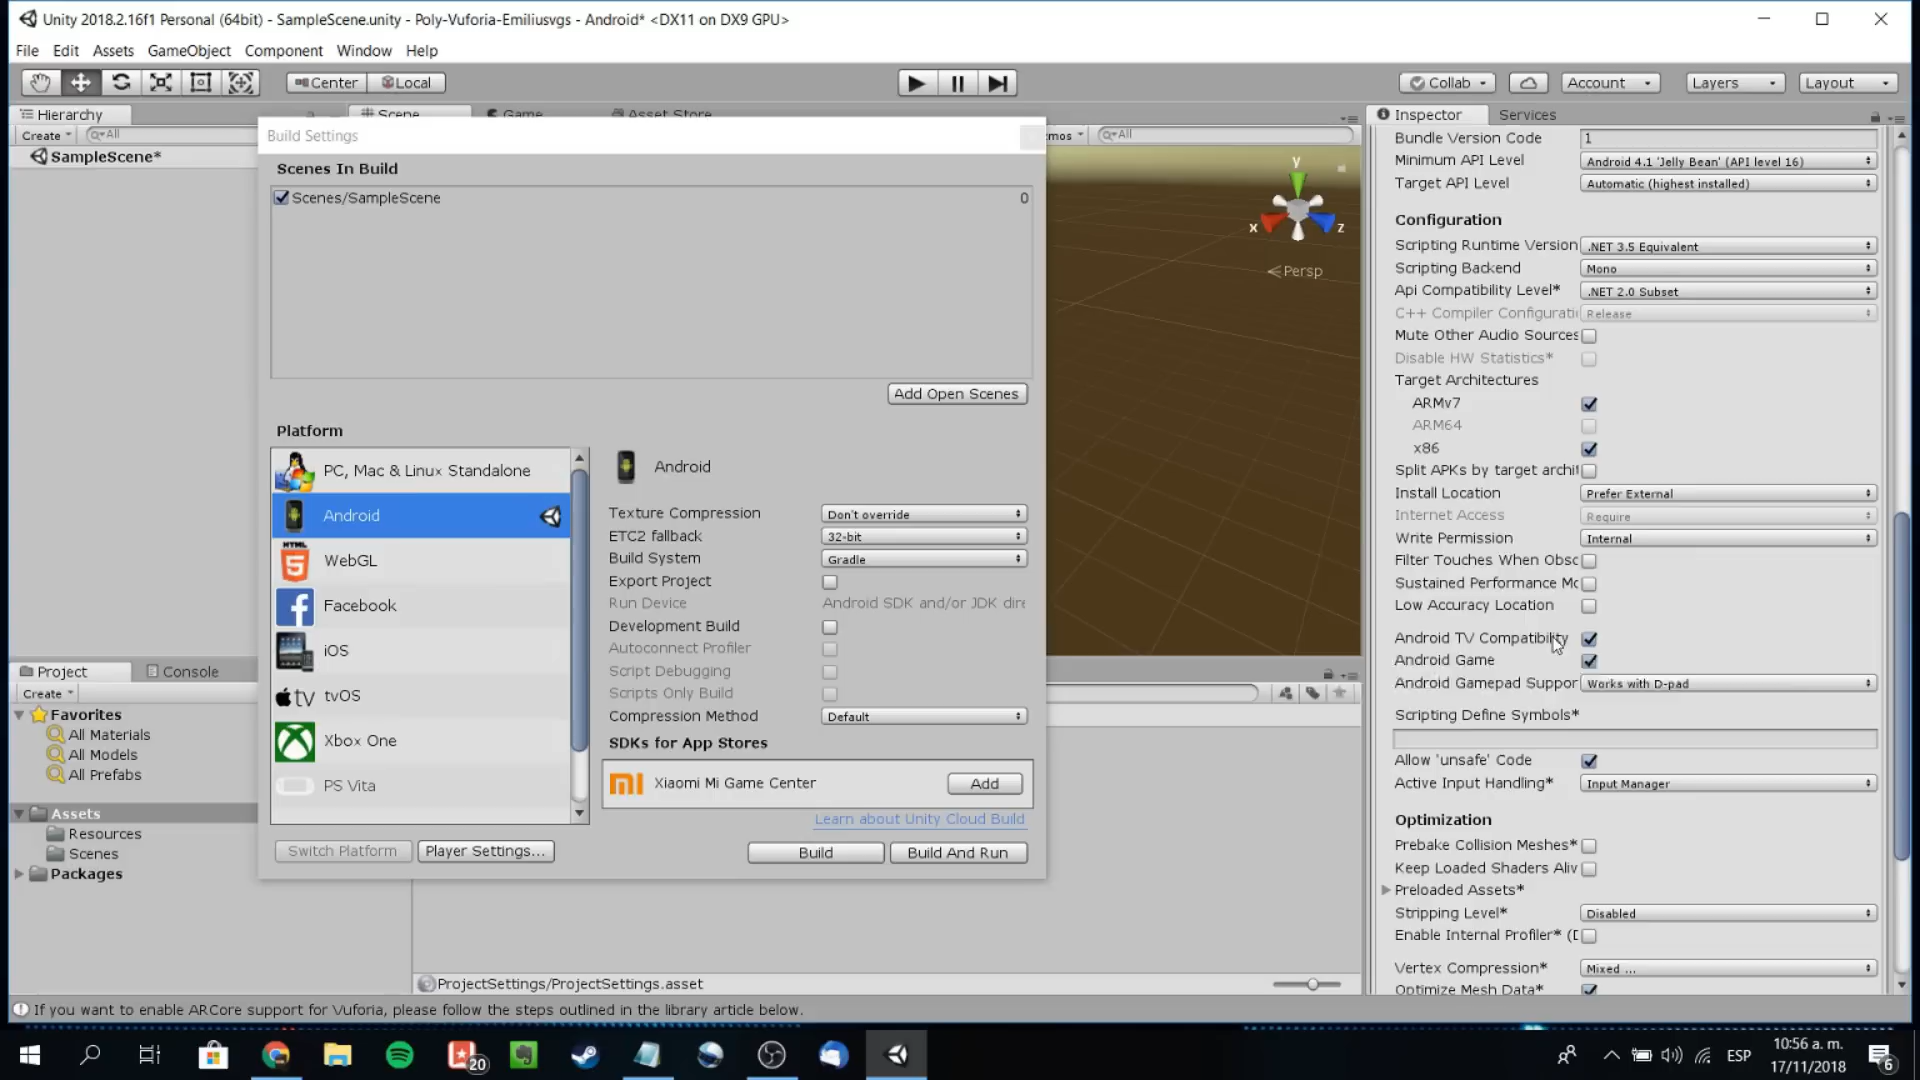 Unity 2018.2.16f1 Personal (64bit) - SampleScene.unity - Poly-Vuforia-Emiliusvgs - Android* <DX11 on DX9 GPU>
File Edit Assets GameObject Component Window Help
Center Local Collab Account Layers Layout
Hierarchy
Create All
SampleScene*
Scene Game Asset Store
All
y
x z
Persp
Build Settings
Scenes In Build
Scenes/SampleScene 0
Add Open Scenes
Platform
PC, Mac & Linux Standalone
Android
HTML 5 WebGL
Facebook
iOS
tv tvOS
Xbox One
PS Vita
Android
Texture Compression Don't override
ETC2 fallback 32-bit
Build System Gradle
Export Project
Run Device Android SDK and/or JDK dire
Development Build
Autoconnect Profiler
Script Debugging
Scripts Only Build
Compression Method Default
SDKs for App Stores
Xiaomi Mi Game Center Add
Learn about Unity Cloud Build
Switch Platform Player Settings... Build Build And Run
Project Console
Create
Favorites
All Materials
All Models
All Prefabs
Assets
Resources
Scenes
Packages
ProjectSettings/ProjectSettings.asset
Inspector Services
Bundle Version Code 1
Minimum API Level Android 4.1 'Jelly Bean' (API level 16)
Target API Level Automatic (highest installed)
Configuration
Scripting Runtime Version .NET 3.5 Equivalent
Scripting Backend Mono
Api Compatibility Level* .NET 2.0 Subset
C++ Compiler Configurati Release
Mute Other Audio Sources
Disable HW Statistics*
Target Architectures
ARMv7
ARM64
x86
Split APKs by target archit
Install Location Prefer External
Internet Access Require
Write Permission Internal
Filter Touches When Obsc
Sustained Performance Mo
Low Accuracy Location
Android TV Compatibility
Android Game
Android Gamepad Suppor Works with D-pad
Scripting Define Symbols*
Allow 'unsafe' Code
Active Input Handling* Input Manager
Optimization
Prebake Collision Meshes*
Keep Loaded Shaders Aliv
Preloaded Assets*
Stripping Level* Disabled
Enable Internal Profiler* (D
Vertex Compression* Mixed ...
Optimize Mesh Data*
If you want to enable ARCore support for Vuforia, please follow the steps outlined in the library article below.
20
ESP
10:56 a. m.
17/11/2018
6